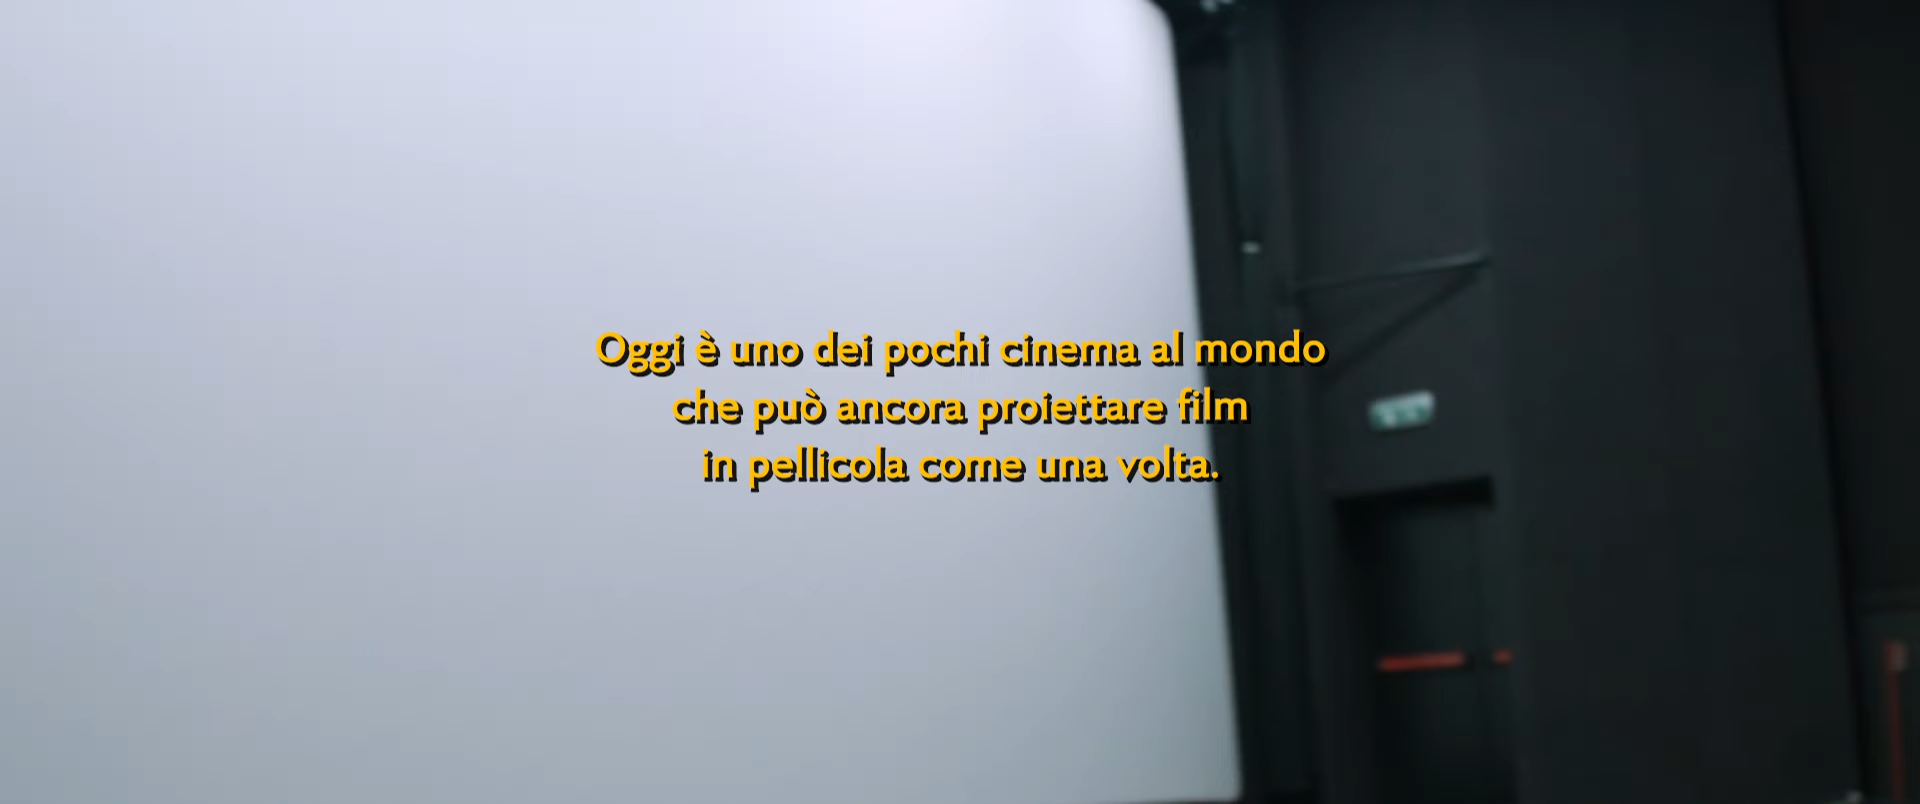 Oggi è uno dei pochi cinema al mondo
che può ancora proiettare film
in pellicola come una volta.